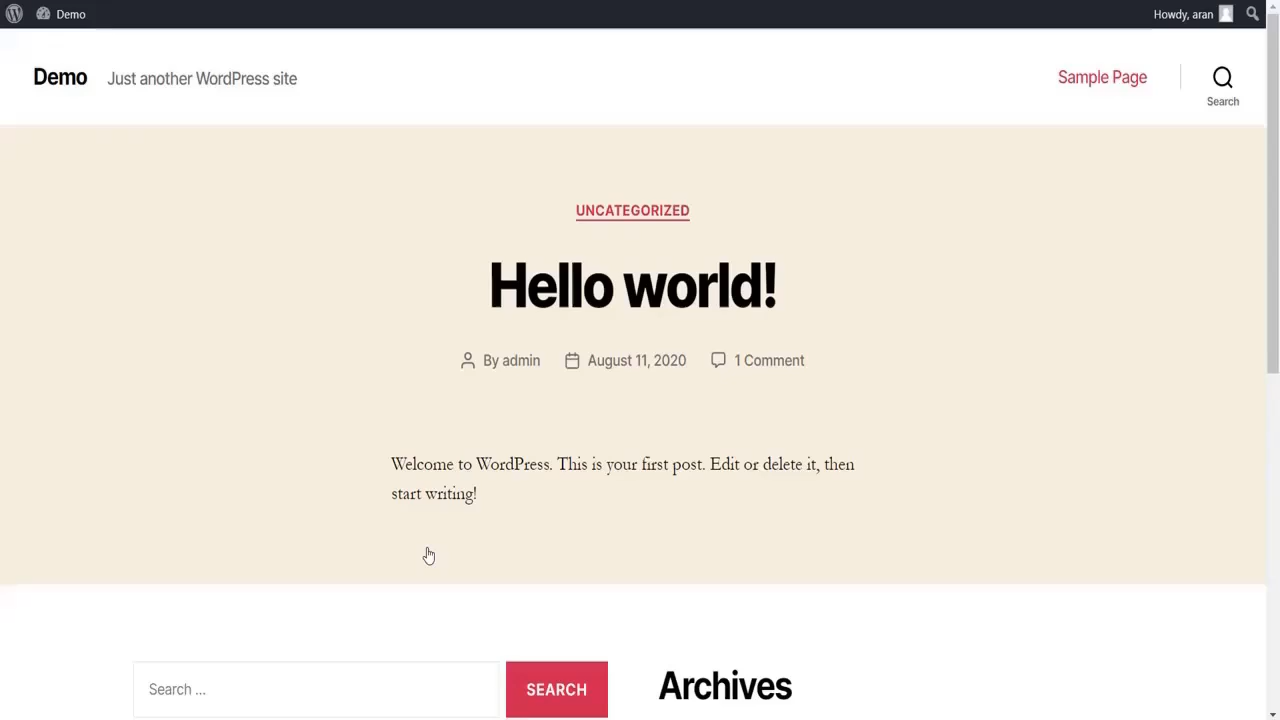 Demo
Howdy, aran
Demo Just another WordPress site
Sample Page
Search
UNCATEGORIZED
Hello world!
By admin August 11, 2020 1 Comment
Welcome to WordPress. This is your first post. Edit or delete it, then
start writing!
Search …
SEARCH
Archives